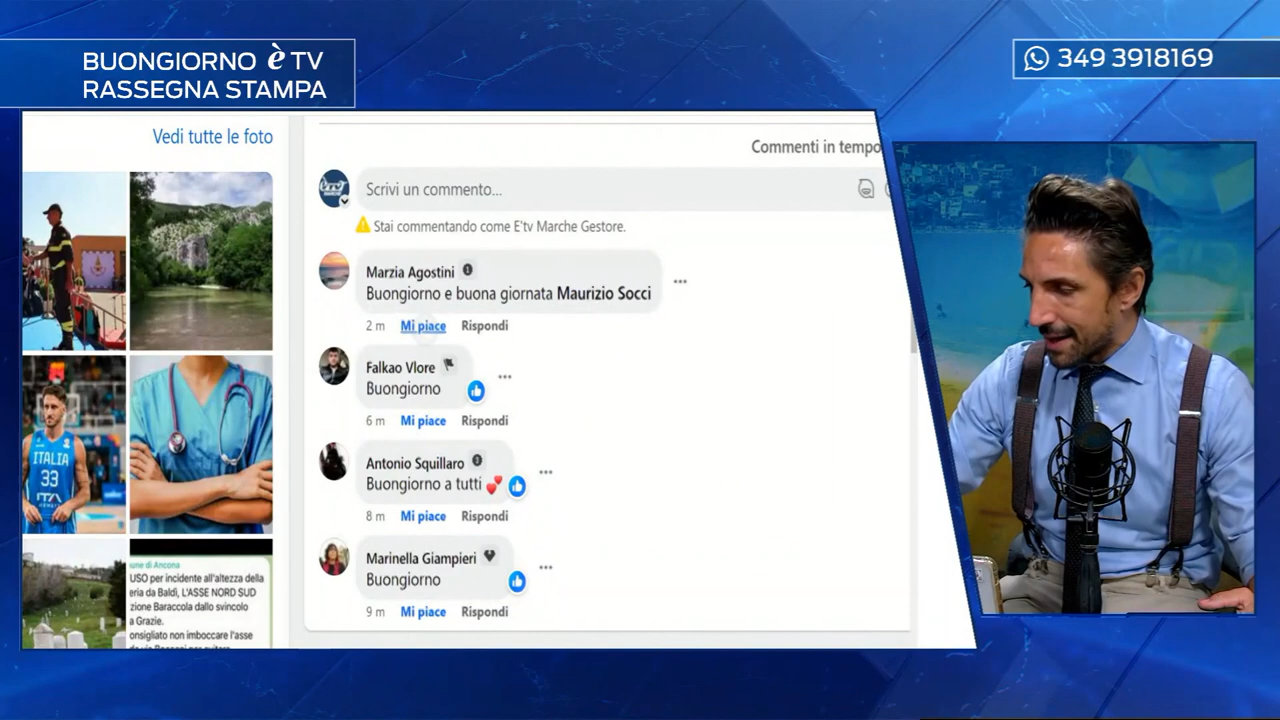 BUONGIORNO è TV
RASSEGNA STAMPA
349 3918169
Vedi tutte le foto
Commenti in tempo
Scrivi un commento...
Stai commentando come E'tv Marche Gestore.
Marzia Agostini
Buongiorno e buona giornata Maurizio Socci
2 m Mi piace Rispondi
Falkao Vlore
Buongiorno
6 m Mi piace Rispondi
Antonio Squillaro
Buongiorno a tutti 💕
8 m Mi piace Rispondi
Marinella Giampieri
Buongiorno
9 m Mi piace Rispondi
ITALIA
33
ITA
une di Ancona
USO per incidente all'altezza della
eria da Baldì, L'ASSE NORD SUD
zione Baraccola dallo svincolo
a Grazie.
onsigliato non imboccare l'asse